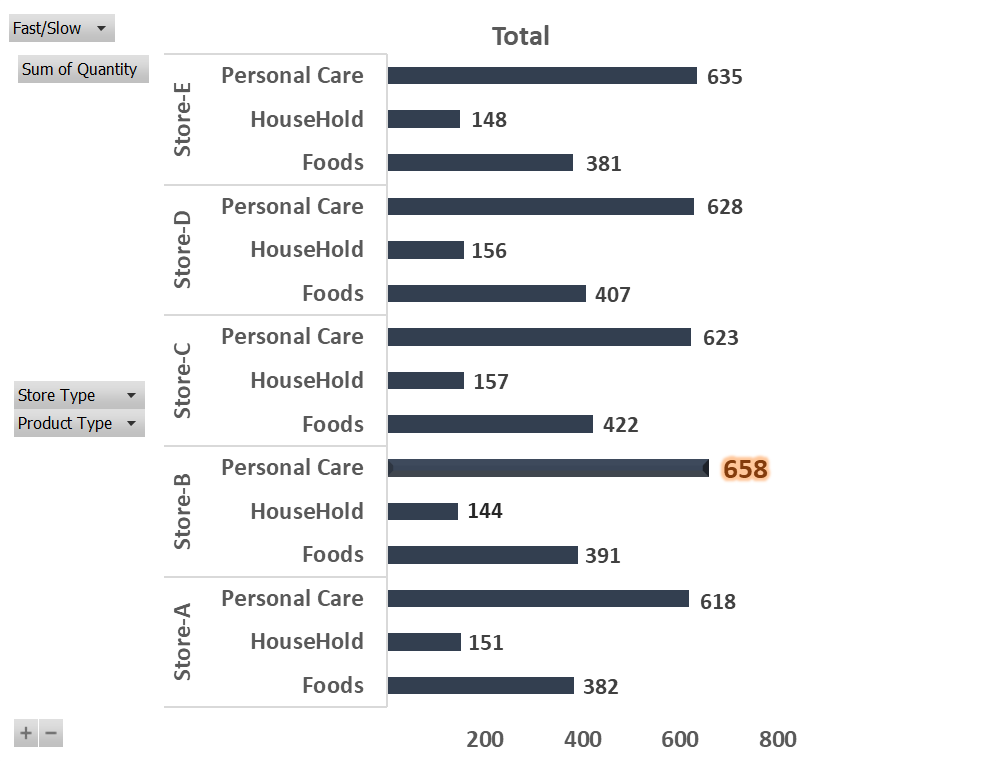 Fast/Slow
Total
Sum of Quantity
Store-E
Personal Care 635
HouseHold 148
Foods 381
Store-D
Personal Care 628
HouseHold 156
Foods 407
Store-C
Personal Care 623
HouseHold 157
Foods 422
Store Type
Product Type
Store-B
Personal Care 658
HouseHold 144
Foods 391
Store-A
Personal Care 618
HouseHold 151
Foods 382
+ −
200 400 600 800